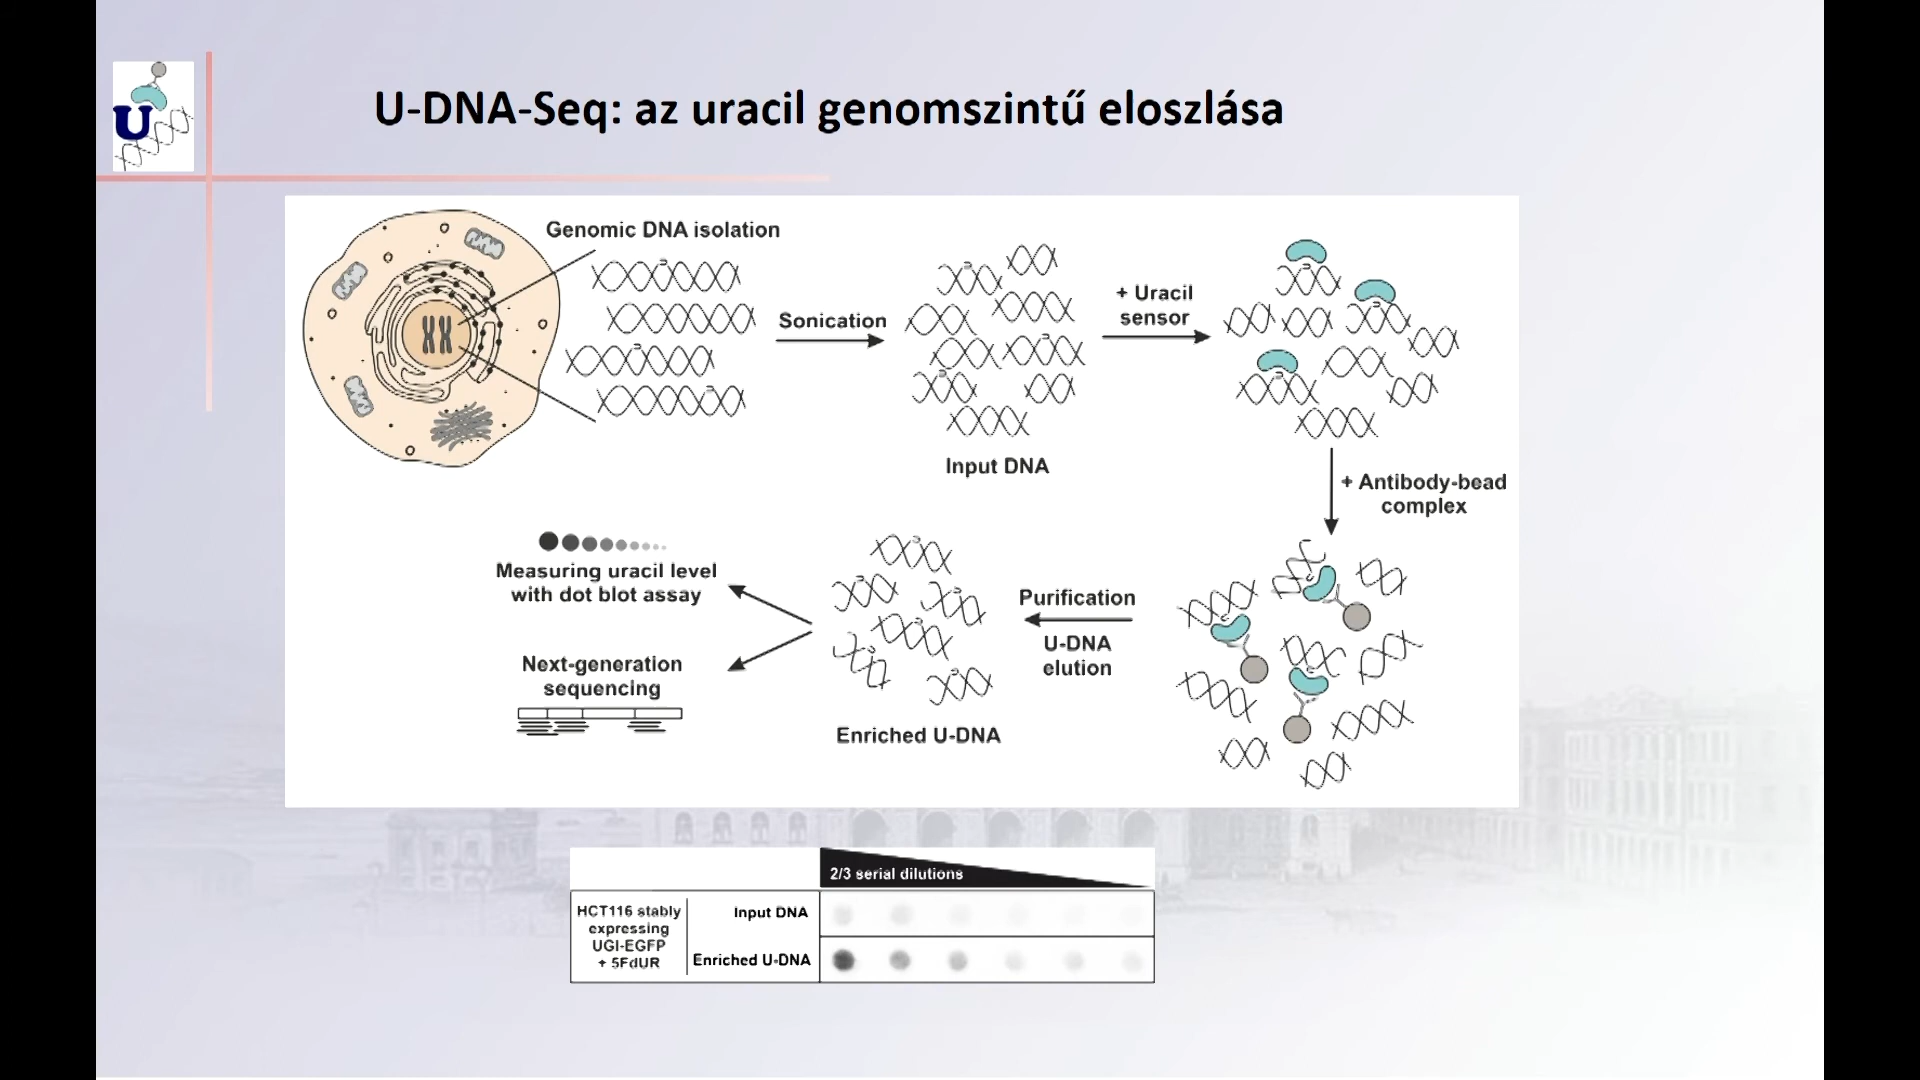 U
U-DNA-Seq: az uracil genomszintű eloszlása
Genomic DNA isolation
Sonication
Input DNA
+ Uracil
sensor
+ Antibody-bead
complex
Purification
U-DNA
elution
Enriched U-DNA
Measuring uracil level
with dot blot assay
Next-generation
sequencing
2/3 serial dilutions
HCT116 stably
expressing
UGI-EGFP
+ 5FdUR
Input DNA
Enriched U-DNA